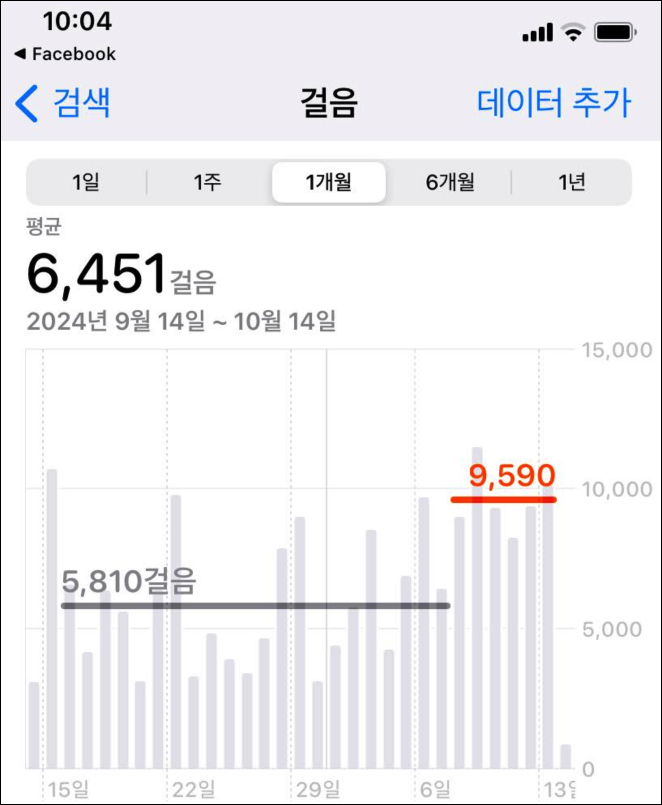 10:04
◀ Facebook
검색 걸음 데이터 추가
1일 1주 1개월 6개월 1년
평균
6,451걸음
2024년 9월 14일 ~ 10월 14일
15,000
9,590
10,000
5,810걸음
5,000
0
15일 22일 29일 6일 13일